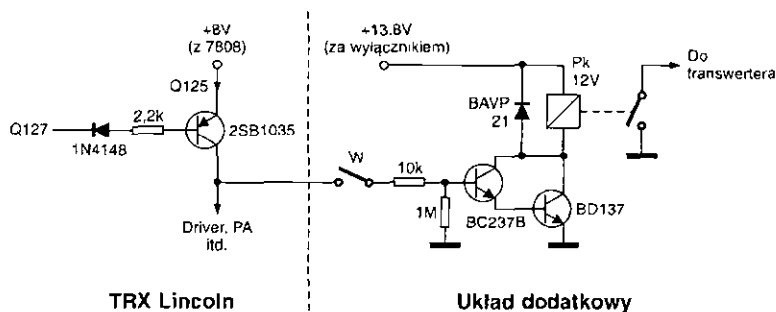 +8V
(z 7808)
Q125
Q127
1N4148
2,2k
2SB1035
Driver, PA
itd.
TRX Lincoln
+13.8V
(za wyłącznikiem)
BAVP
21
Pk
12V
Do
transwertera
W
10k
1M
BC237B
BD137
Układ dodatkowy